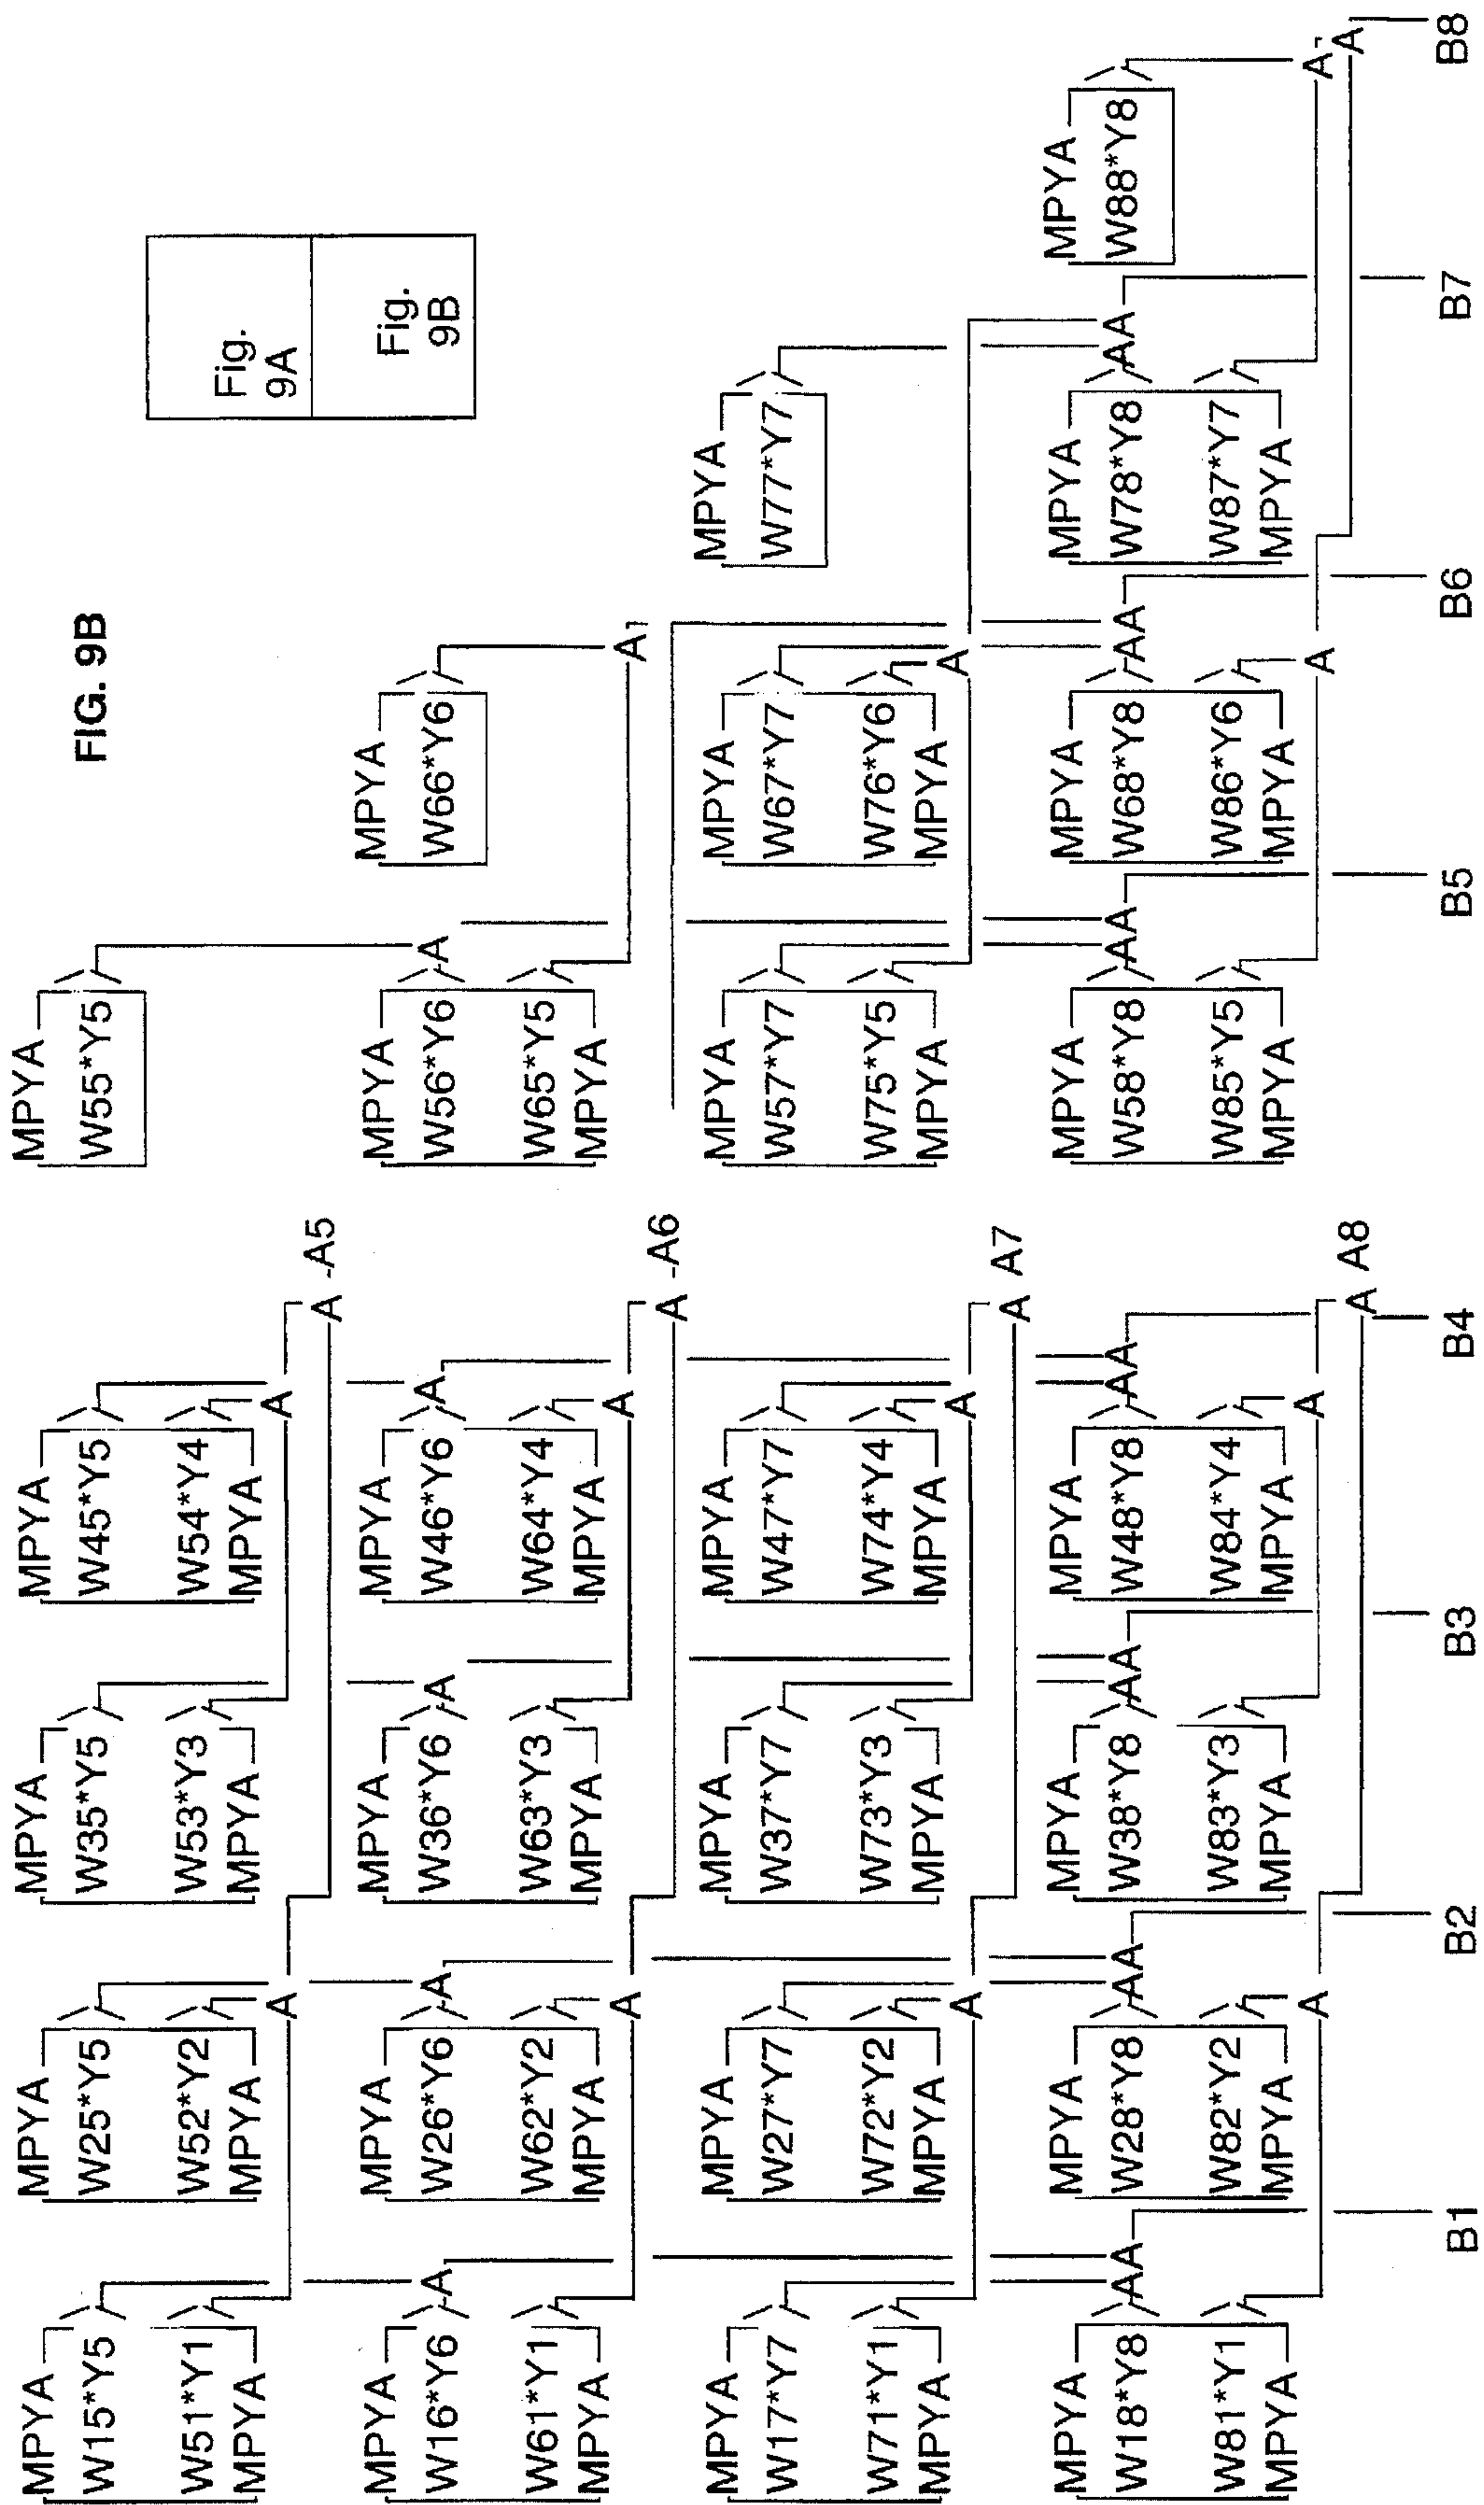 MPYA MPYA MPYA MPYA MPYA
W15*Y5 W25*Y5 W35*Y5 W45*Y5 W55*Y5
FIG. 9B
W51*Y1 W52*Y2 W53*Y3 W54*Y4
MPYA MPYA MPYA MPYA
A A
A -A5
Fig.
9A
Fig.
9B
MPYA MPYA MPYA MPYA MPYA MPYA
W16*Y6 A W26*Y6 A W36*Y6 A W46*Y6 A W56*Y6 A W66*Y6
W61*Y1 W62*Y2 W63*Y3 W64*Y4 W65*Y5
MPYA MPYA MPYA MPYA MPYA
A A A
A -A6
MPYA MPYA MPYA MPYA MPYA MPYA MPYA
W17*Y7 W27*Y7 W37*Y7 W47*Y7 W57*Y7 W67*Y7 W77*Y7
W71*Y1 W72*Y2 W73*Y3 W74*Y4 W75*Y5 W76*Y6
MPYA MPYA MPYA MPYA MPYA MPYA
A A A
A A7
MPYA MPYA MPYA MPYA MPYA MPYA MPYA MPYA
W18*Y8 AA W28*Y8 AA W38*Y8 AA W48*Y8 AA W58*Y8 AA W68*Y8 AA W78*Y8 AA W88*Y8
W81*Y1 W82*Y2 W83*Y3 W84*Y4 W85*Y5 W86*Y6 W87*Y7
MPYA MPYA MPYA MPYA MPYA MPYA MPYA
A A A A
A A8 A
B1 B2 B3 B4 B5 B6 B7 B8